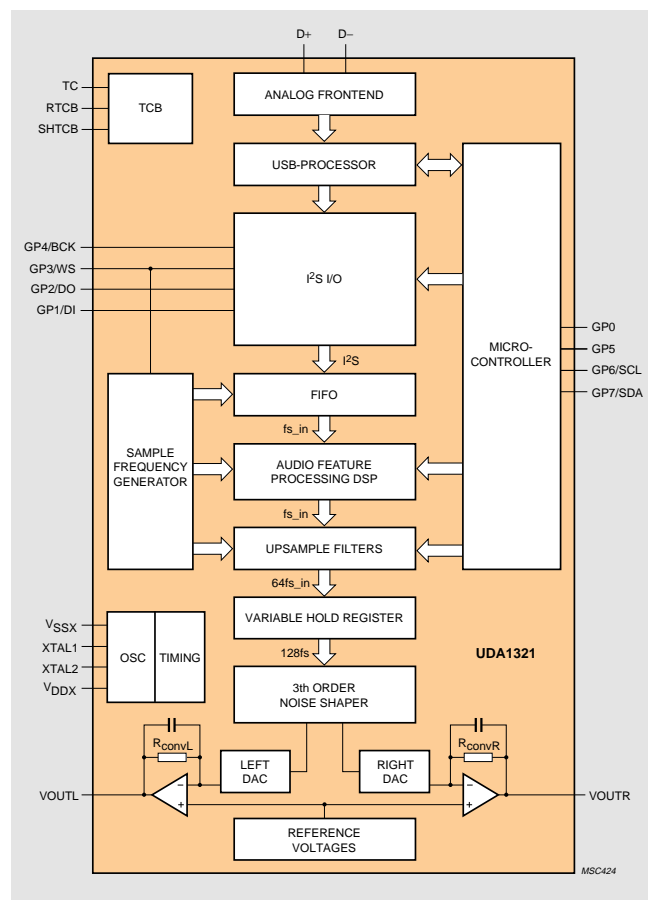 D+ D−
ANALOG FRONTEND
TC
RTCB
SHTCB
TCB
USB-PROCESSOR
GP4/BCK
GP3/WS
GP2/DO
GP1/DI
I²S I/O
MICRO-
CONTROLLER
GP0
GP5
GP6/SCL
GP7/SDA
I²S
FIFO
fs_in
SAMPLE
FREQUENCY
GENERATOR
AUDIO FEATURE
PROCESSING DSP
fs_in
UPSAMPLE FILTERS
64fs_in
VARIABLE HOLD REGISTER
128fs
VSSX
XTAL1
XTAL2
VDDX
OSC
TIMING
UDA1321
3th ORDER
NOISE SHAPER
RconvL
LEFT
DAC
RIGHT
DAC
RconvR
−
+
−
+
VOUTL
VOUTR
REFERENCE
VOLTAGES
MSC424